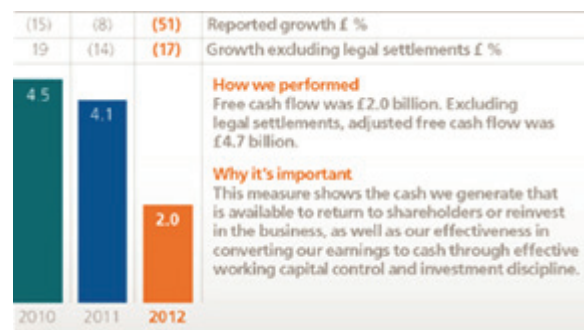 (15) (8) (51) Reported growth £ %
19 (14) (17) Growth excluding legal settlements £ %
4.5
4.1
2.0
How we performed
Free cash flow was £2.0 billion. Excluding
legal settlements, adjusted free cash flow was
£4.7 billion.
Why it's important
This measure shows the cash we generate that
is available to return to shareholders or reinvest
in the business, as well as our effectiveness in
converting our earnings to cash through effective
working capital control and investment discipline.
2010 2011 2012